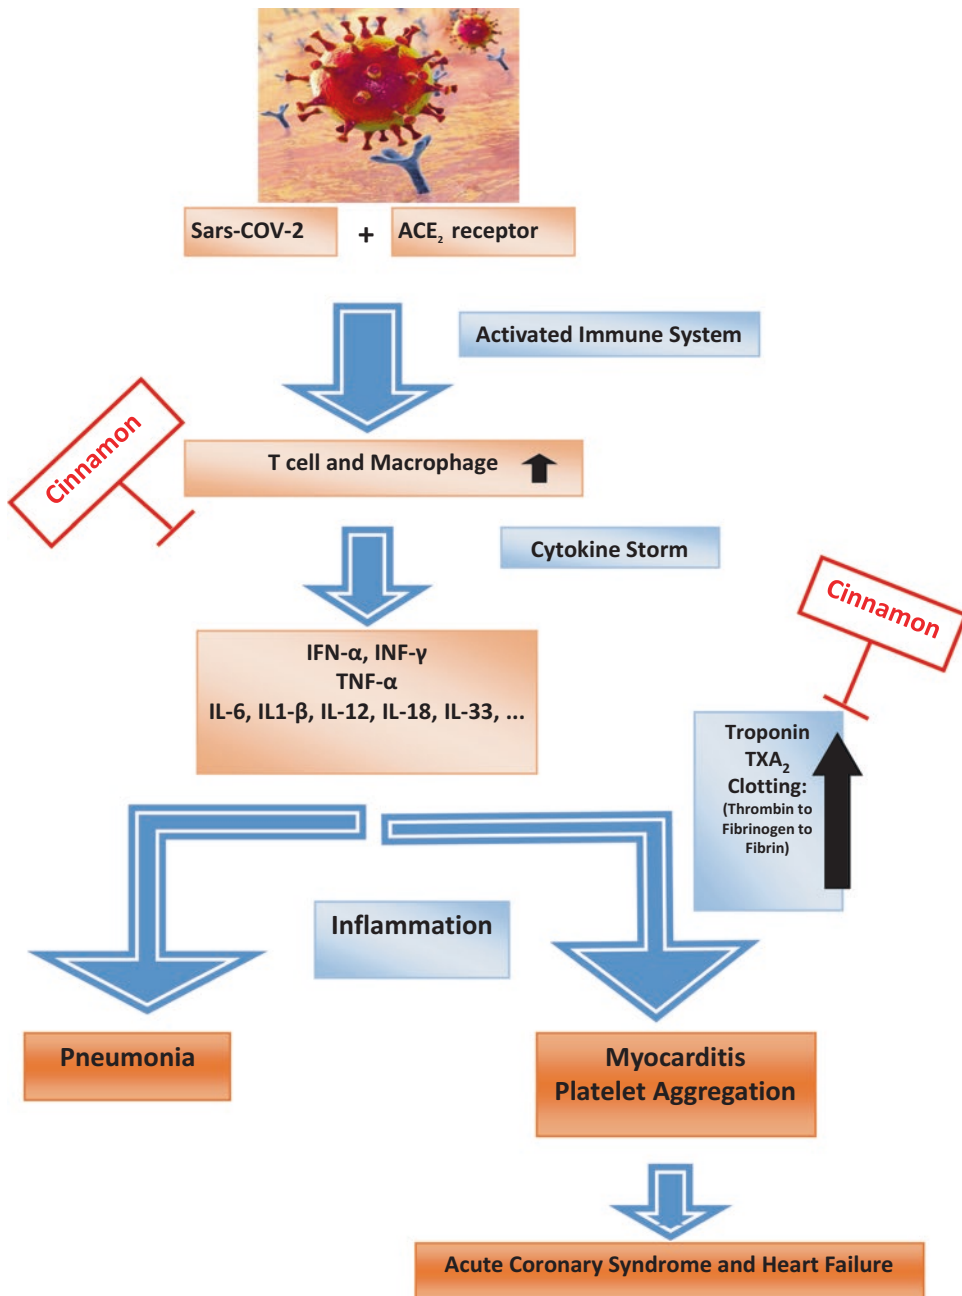 Sars-COV-2
+
ACE₂ receptor
Activated Immune System
Cinnamon
T cell and Macrophage
Cytokine Storm
Cinnamon
IFN-α, INF-γ
TNF-α
IL-6, IL1-β, IL-12, IL-18, IL-33, ...
Troponin
TXA₂
Clotting:
(Thrombin to
Fibrinogen to
Fibrin)
Inflammation
Pneumonia
Myocarditis
Platelet Aggregation
Acute Coronary Syndrome and Heart Failure